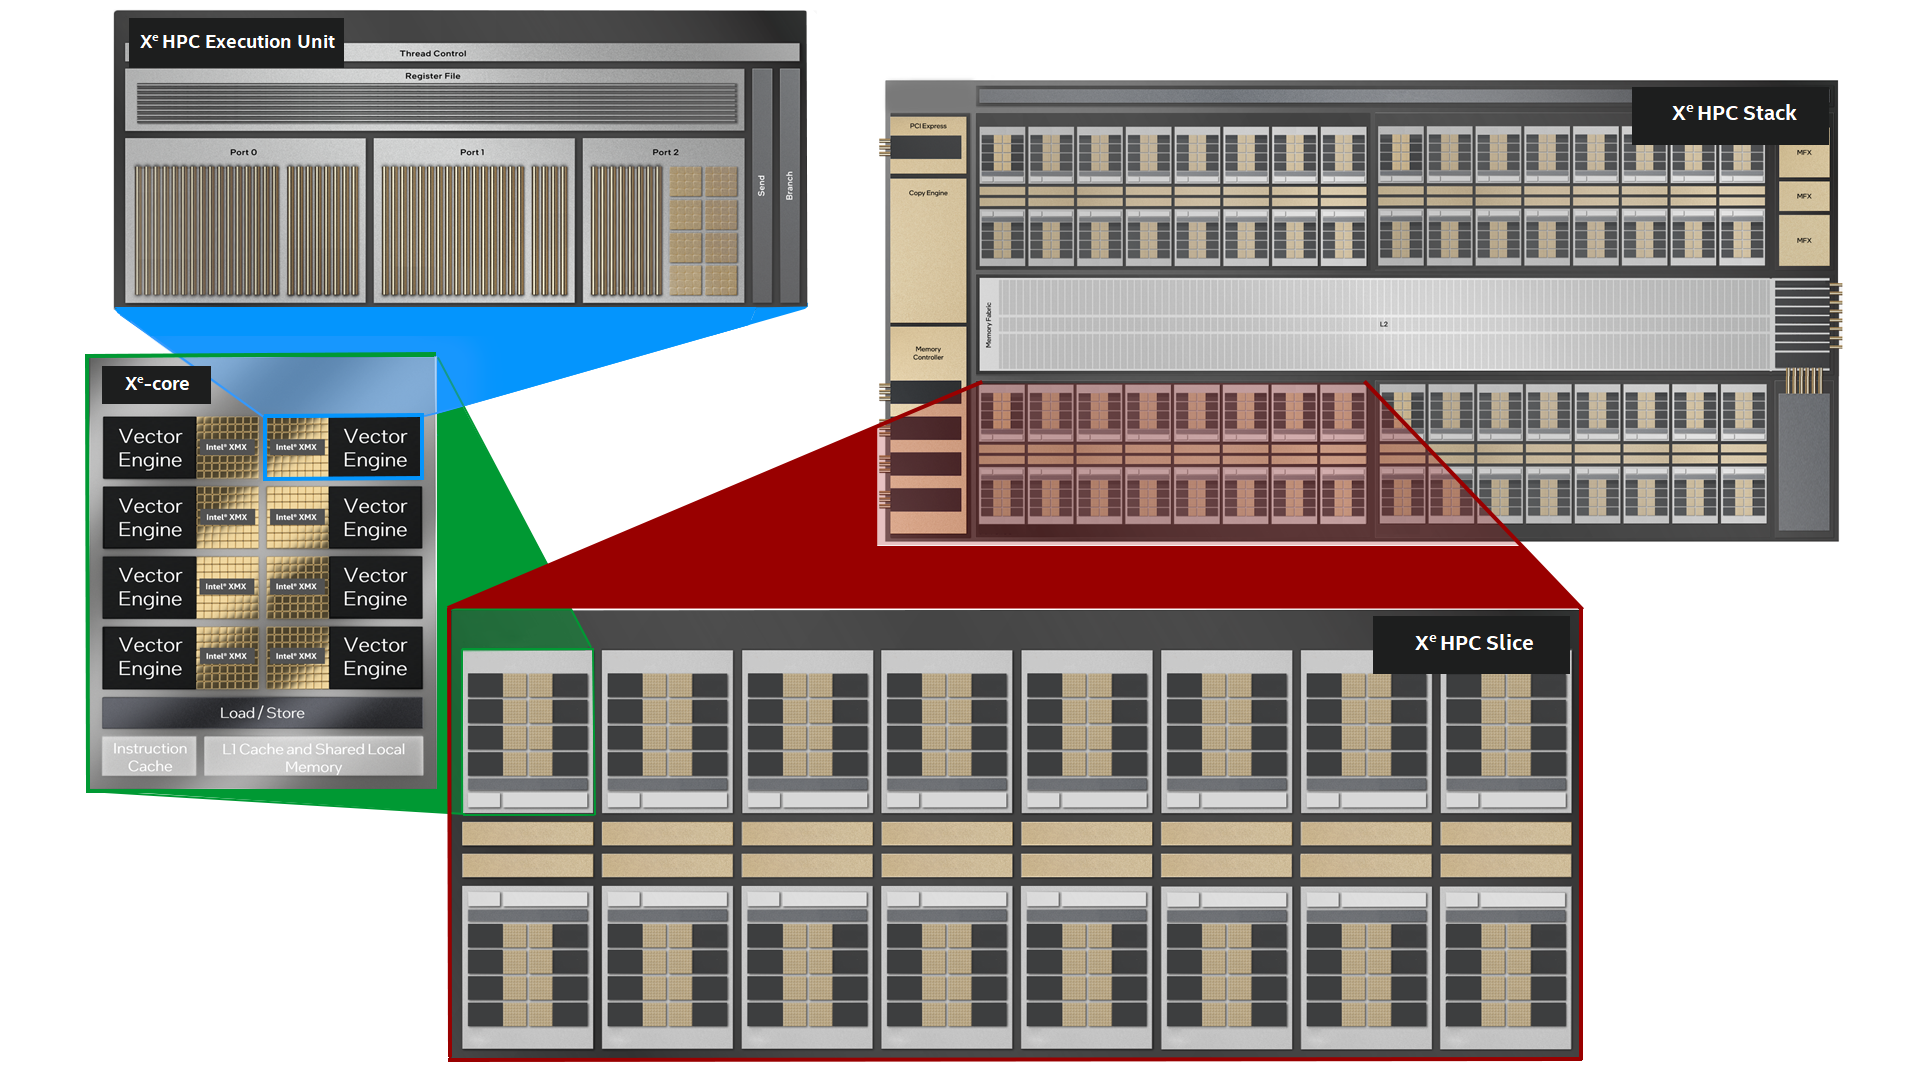 Xe HPC Execution Unit
Thread Control
Register File
Port 0
Port 1
Port 2
Send
Branch
Xe HPC Stack
PCI Express
Copy Engine
Memory
Controller
MFX
MFX
MFX
Memory Fabric
L2
Xe-core
Vector
Engine
Intel® XMX
Intel® XMX
Vector
Engine
Vector
Engine
Intel® XMX
Intel® XMX
Vector
Engine
Vector
Engine
Intel® XMX
Intel® XMX
Vector
Engine
Vector
Engine
Intel® XMX
Intel® XMX
Vector
Engine
Load / Store
Instruction
Cache
L1 Cache and Shared Local
Memory
Xe HPC Slice